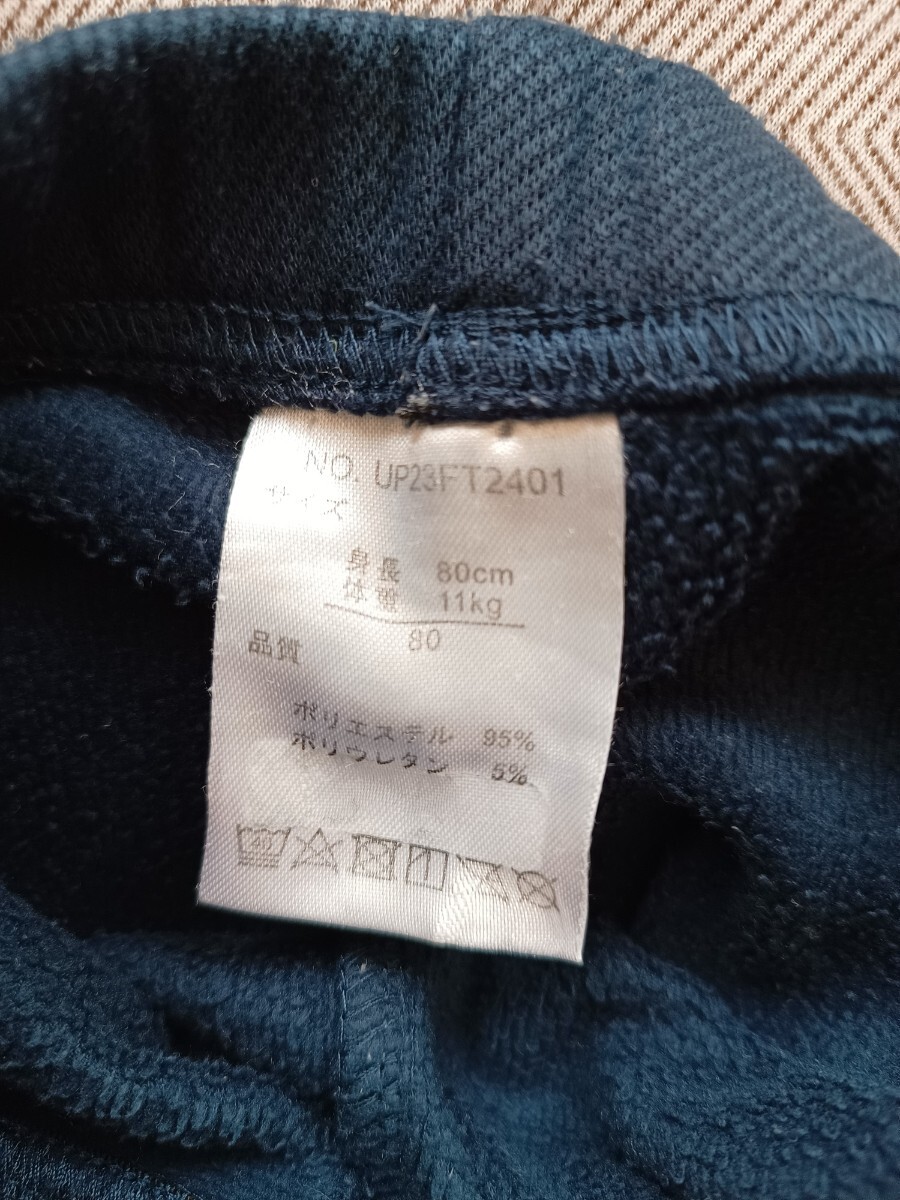 NO. UP23FT2401
サイズ
身長 80cm
体重 11kg
80
品質
ポリエステル 95%
ポリウレタン 5%
40